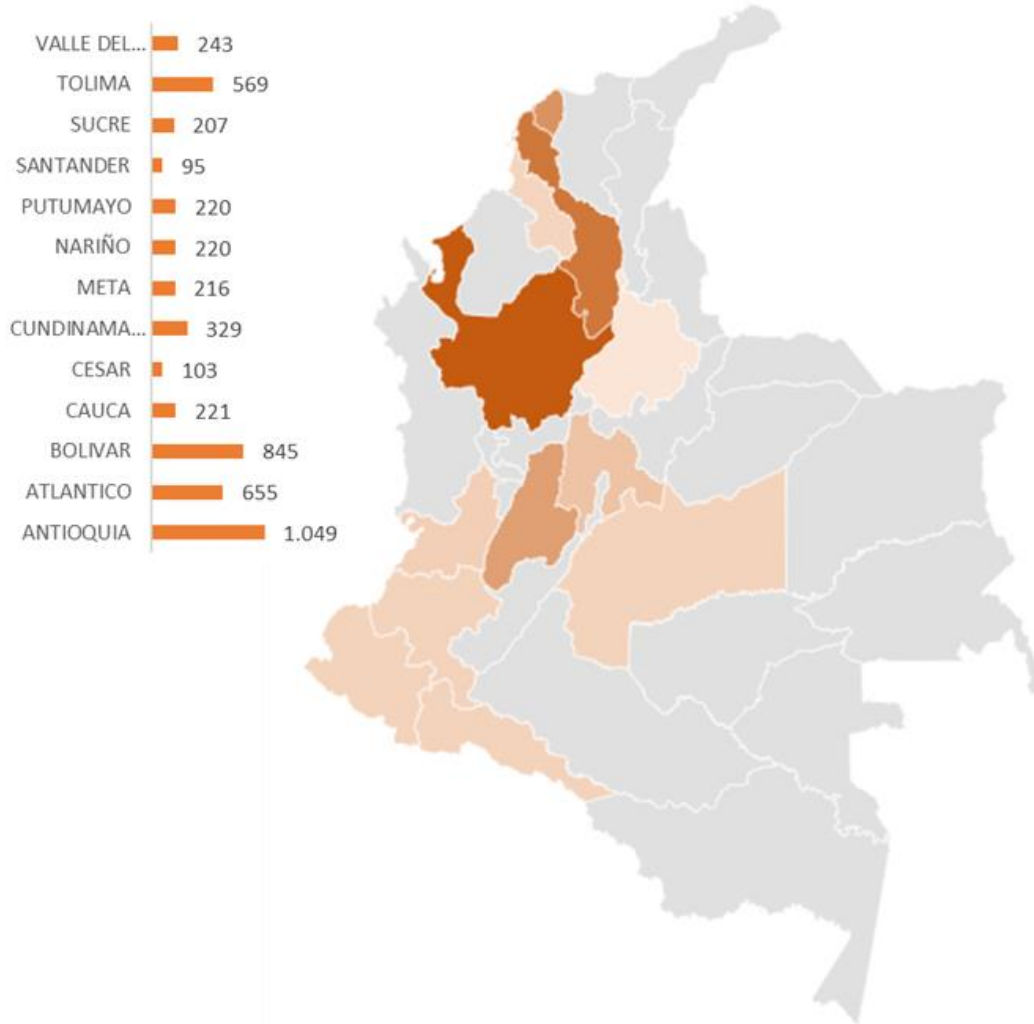 VALLE DEL... 243
TOLIMA 569
SUCRE 207
SANTANDER 95
PUTUMAYO 220
NARIÑO 220
META 216
CUNDINAMA... 329
CESAR 103
CAUCA 221
BOLIVAR 845
ATLANTICO 655
ANTIOQUIA 1.049